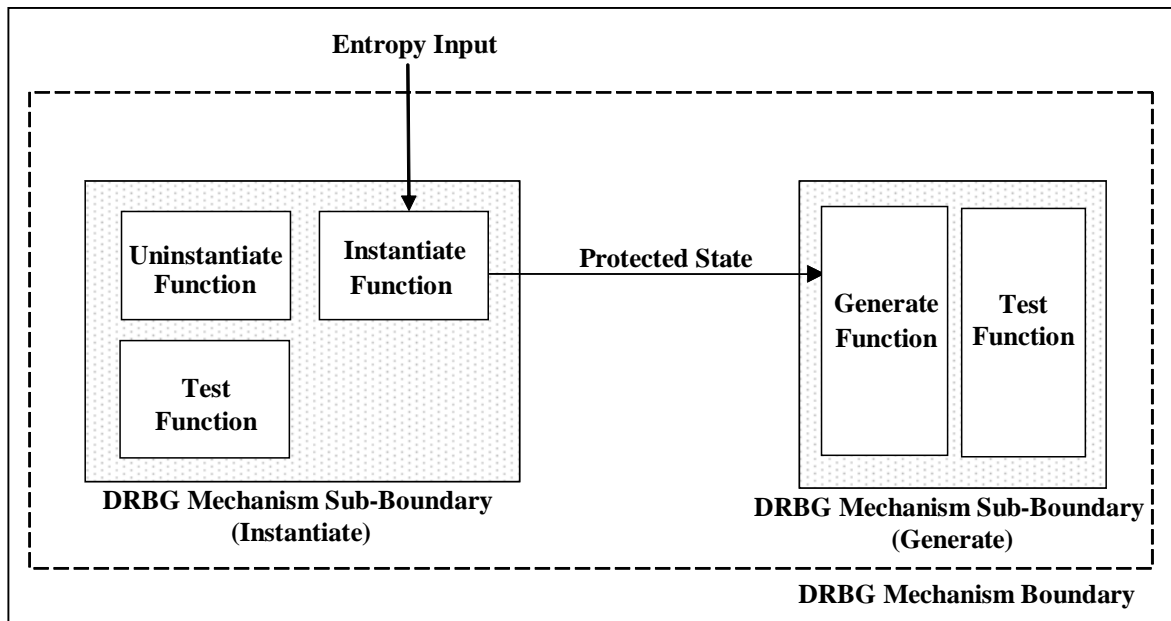 Entropy Input
Uninstantiate
Function
Instantiate
Function
Test
Function
Protected State
Generate
Function
Test
Function
DRBG Mechanism Sub-Boundary
(Instantiate)
DRBG Mechanism Sub-Boundary
(Generate)
DRBG Mechanism Boundary